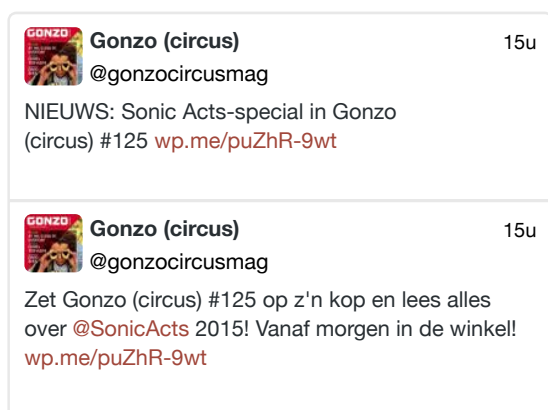 GONZO
Gonzo (circus)
15u
@gonzocircusmag
NIEUWS: Sonic Acts-special in Gonzo
(circus) #125 wp.me/puZhR-9wt
GONZO
Gonzo (circus)
15u
@gonzocircusmag
Zet Gonzo (circus) #125 op z'n kop en lees alles
over @SonicActs 2015! Vanaf morgen in de winkel!
wp.me/puZhR-9wt